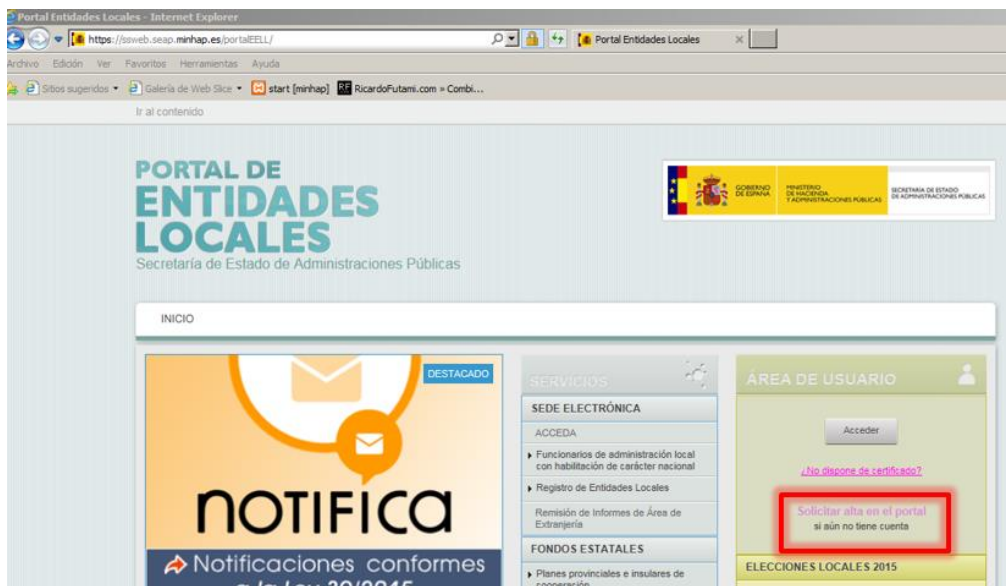 Portal Entidades Locales - Internet Explorer
https://ssweb.seap.minhap.es/portalEELL/
Portal Entidades Locales
Archivo Edición Ver Favoritos Herramientas Ayuda
Sitios sugeridos Galería de Web Slice start [minhap] RF RicardoFutami.com » Combi...
Ir al contenido
PORTAL DE
ENTIDADES
LOCALES
Secretaría de Estado de Administraciones Públicas
GOBIERNO
DE ESPAÑA
MINISTERIO
DE HACIENDA
Y ADMINISTRACIONES PÚBLICAS
SECRETARÍA DE ESTADO
DE ADMINISTRACIONES PÚBLICAS
INICIO
DESTACADO
notifica
Notificaciones conformes
SERVICIOS
SEDE ELECTRÓNICA
ACCEDA
Funcionarios de administración local
con habilitación de carácter nacional
Registro de Entidades Locales
Remisión de Informes de Área de
Extranjería
FONDOS ESTATALES
Planes provinciales e insulares de
cooperación
ÁREA DE USUARIO
Acceder
¿No dispone de certificado?
Solicitar alta en el portal
si aún no tiene cuenta
ELECCIONES LOCALES 2015